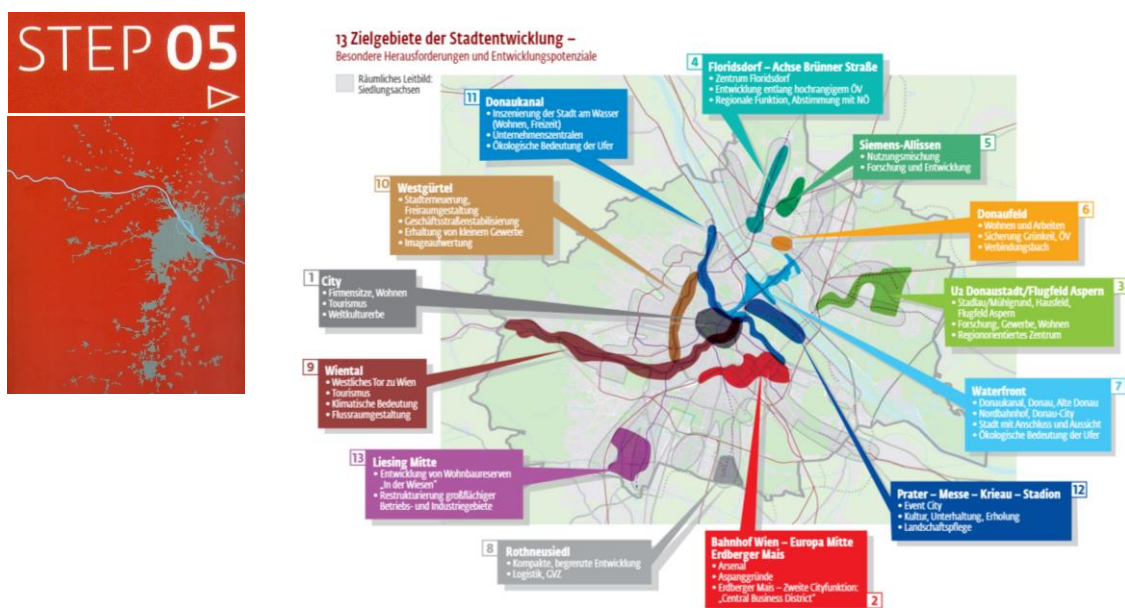 STEP 05
13 Zielgebiete der Stadtentwicklung –
Besondere Herausforderungen und Entwicklungspotenziale
Räumliches Leitbild:
Siedlungsachsen
4
Floridsdorf – Achse Brünner Straße
• Zentrum Floridsdorf
• Entwicklung entlang hochrangigem ÖV
• Regionale Funktion, Abstimmung mit NÖ
11
Donaukanal
• Inszenierung der Stadt am Wasser
(Wohnen, Freizeit)
• Unternehmenszentralen
• Ökologische Bedeutung der Ufer
Siemens-Allissen
5
• Nutzungsmischung
• Forschung und Entwicklung
10
Westgürtel
• Stadterneuerung,
Freiraumgestaltung
• Geschäftsstraßenstabilisierung
• Erhaltung von kleinem Gewerbe
• Imageaufwertung
Donaufeld
6
• Wohnen und Arbeiten
• Sicherung Grünkeil, ÖV
• Verbindungsbach
1
City
• Firmensitze, Wohnen
• Tourismus
• Weltkulturerbe
U2 Donaustadt/Flugfeld Aspern
3
• Stadlau/Mühlgrund, Hausfeld,
Flugfeld Aspern
• Forschung, Gewerbe, Wohnen
• Regionorientiertes Zentrum
9
Wiental
• Westliches Tor zu Wien
• Tourismus
• Klimatische Bedeutung
• Flussraumgestaltung
Waterfront
7
• Donaukanal, Donau, Alte Donau
• Nordbahnhof, Donau-City
• Stadt mit Anschluss und Aussicht
• Ökologische Bedeutung der Ufer
13
Liesing Mitte
• Entwicklung von Wohnbaureserven
„In der Wiesen“
• Restrukturierung großflächiger
Betriebs- und Industriegebiete
Prater – Messe – Krieau – Stadion
12
• Event City
• Kultur, Unterhaltung, Erholung
• Landschaftspflege
8
Rothneusiedl
• Kompakte, begrenzte Entwicklung
• Logistik, GVZ
Bahnhof Wien – Europa Mitte
Erdberger Mais
• Arsenal
• Aspanggründe
• Erdberger Mais – Zweite Cityfunktion:
„Central Business District“
2